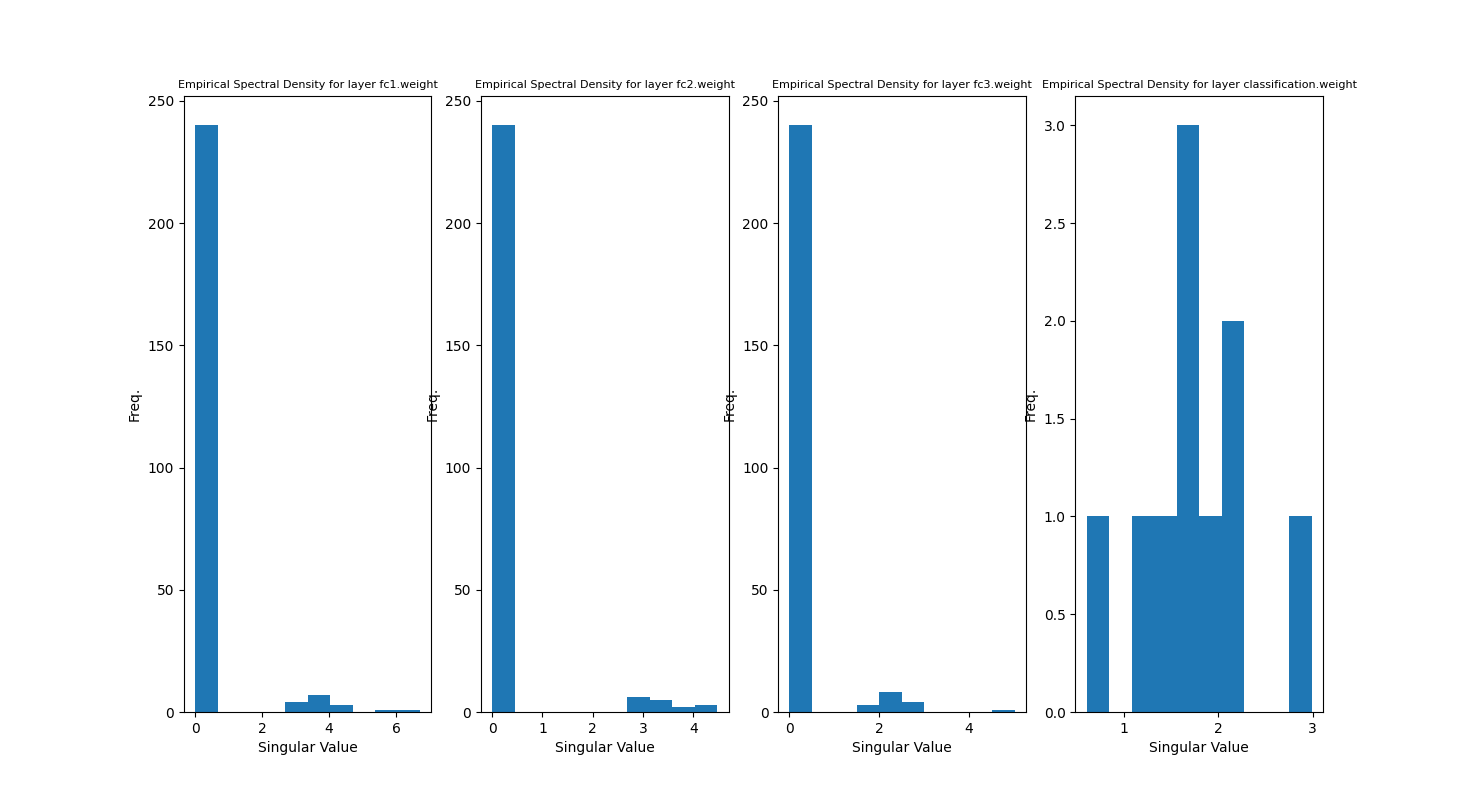 Empirical Spectral Density for layer fc1.weight
250
200
150
100
50
0
Freq.
0 2 4 6
Singular Value
Empirical Spectral Density for layer fc2.weight
250
200
150
100
50
0
Freq.
0 1 2 3 4
Singular Value
Empirical Spectral Density for layer fc3.weight
250
200
150
100
50
0
Freq.
0 2 4
Singular Value
Empirical Spectral Density for layer classification.weight
3.0
2.5
2.0
1.5
1.0
0.5
0.0
Freq.
1 2 3
Singular Value